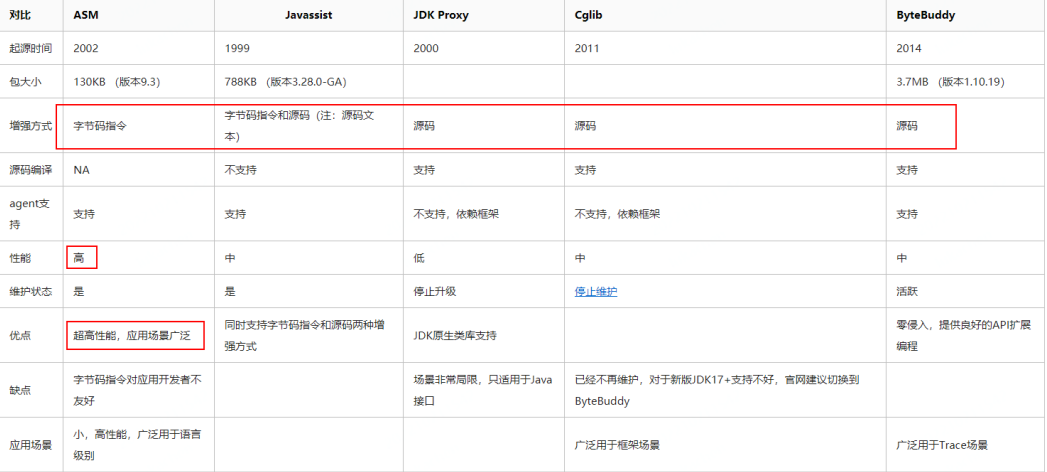 对比 ASM Javassist JDK Proxy Cglib ByteBuddy
起源时间 2002 1999 2000 2011 2014
包大小 130KB （版本9.3） 788KB （版本3.28.0-GA） 3.7MB （版本1.10.19）
增强方式 字节码指令 字节码指令和源码（注：源码文
本） 源码 源码 源码
源码编译 NA 不支持 支持 支持 支持
agent支
持 支持 支持 不支持，依赖框架 不支持，依赖框架 支持
性能 高 中 低 中 中
维护状态 是 是 停止升级 停止维护 活跃
优点 超高性能，应用场景广泛 同时支持字节码指令和源码两种增
强方式 JDK原生类库支持 零侵入，提供良好的API扩展
编程
缺点 字节码指令对应用开发者不
友好 场景非常局限，只适用于Java
接口 已经不再维护，对于新版JDK17+支持不好，官网建议切换到
ByteBuddy
应用场景 小，高性能，广泛用于语言
级别 广泛用于框架场景 广泛用于Trace场景